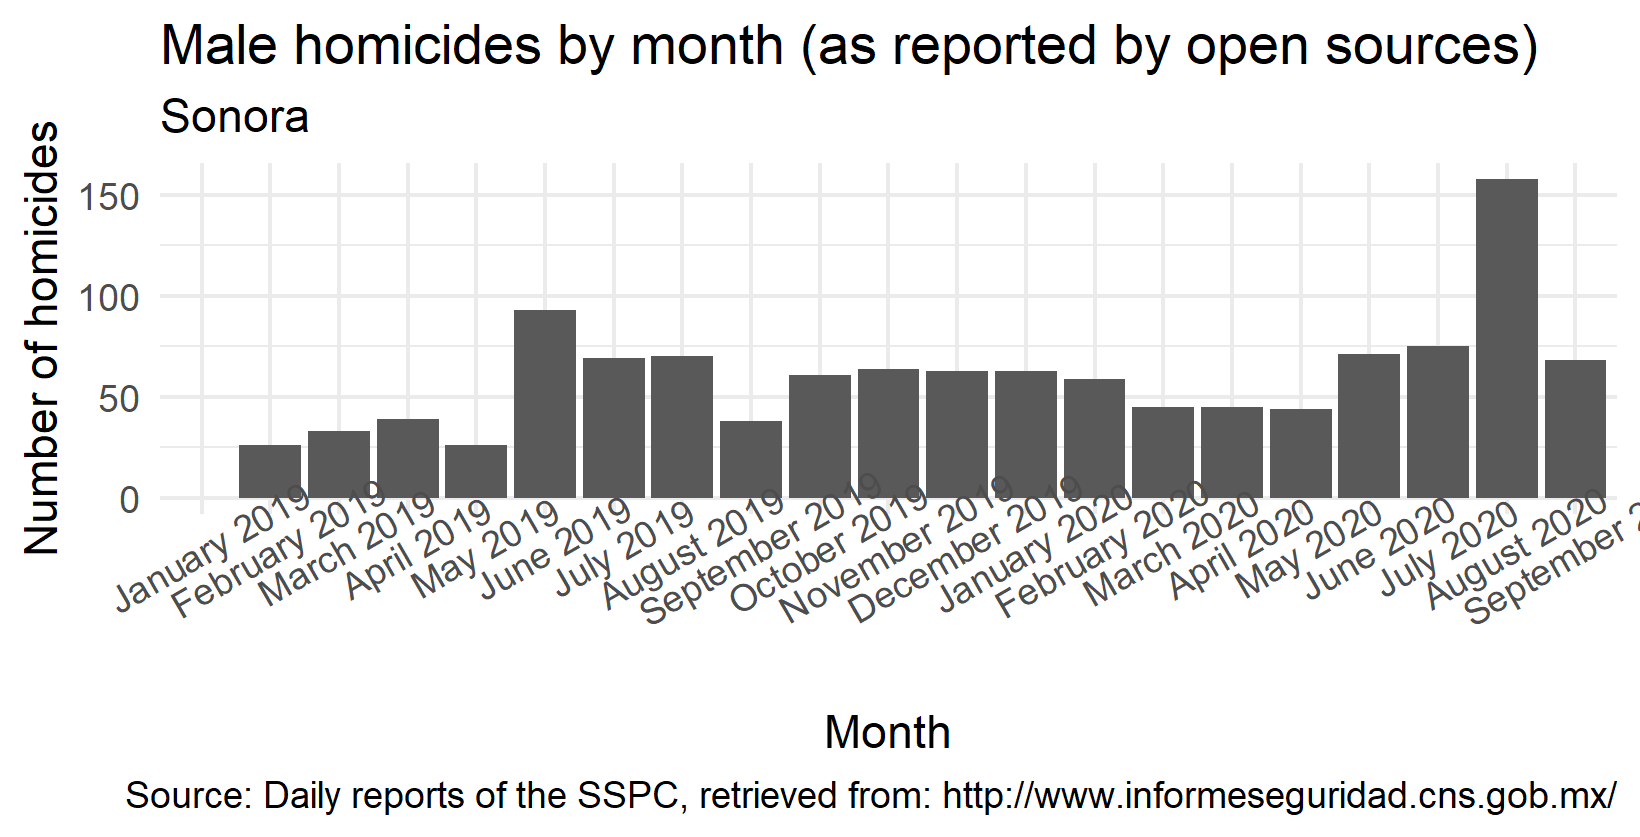 Male homicides by month (as reported by open sources)
Sonora
Number of homicides
150
100
50
0
January 2019
February 2019
March 2019
April 2019
May 2019
June 2019
July 2019
August 2019
September 2019
October 2019
November 2019
December 2019
January 2020
February 2020
March 2020
April 2020
May 2020
June 2020
July 2020
August 2020
September 2
Month
Source: Daily reports of the SSPC, retrieved from: http://www.informeseguridad.cns.gob.mx/